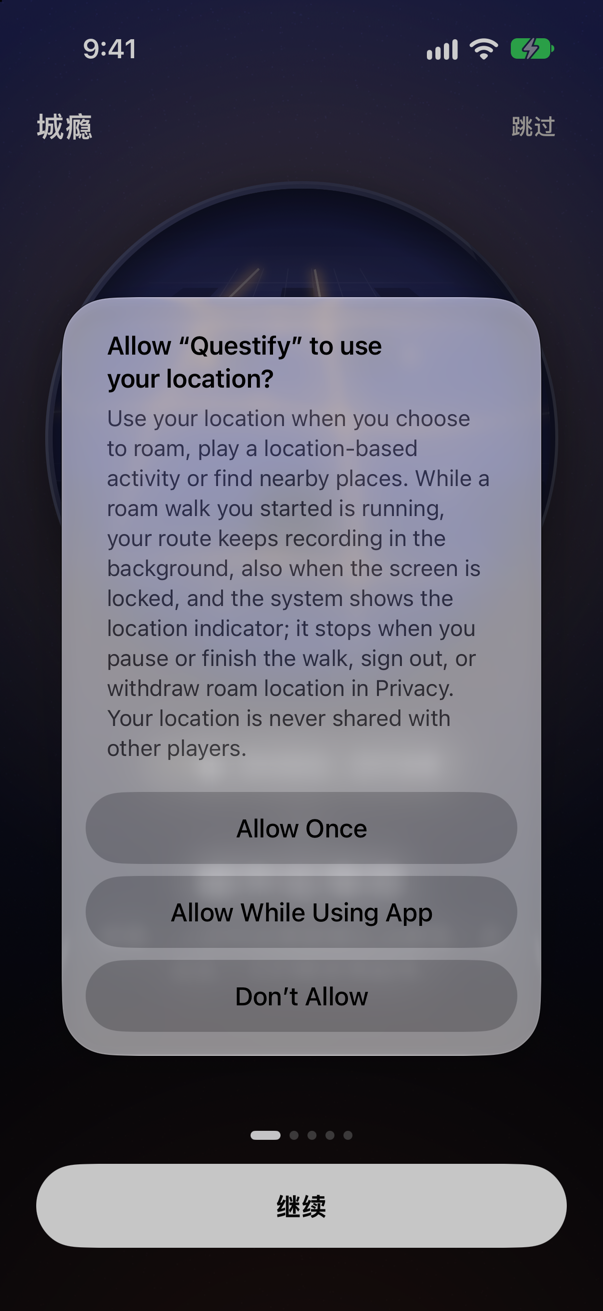 9:41
城瘾
跳过
Allow “Questify” to use
your location?
Use your location when you choose
to roam, play a location-based
activity or find nearby places. While a
roam walk you started is running,
your route keeps recording in the
background, also when the screen is
locked, and the system shows the
location indicator; it stops when you
pause or finish the walk, sign out, or
withdraw roam location in Privacy.
Your location is never shared with
other players.
Allow Once
Allow While Using App
Don’t Allow
继续